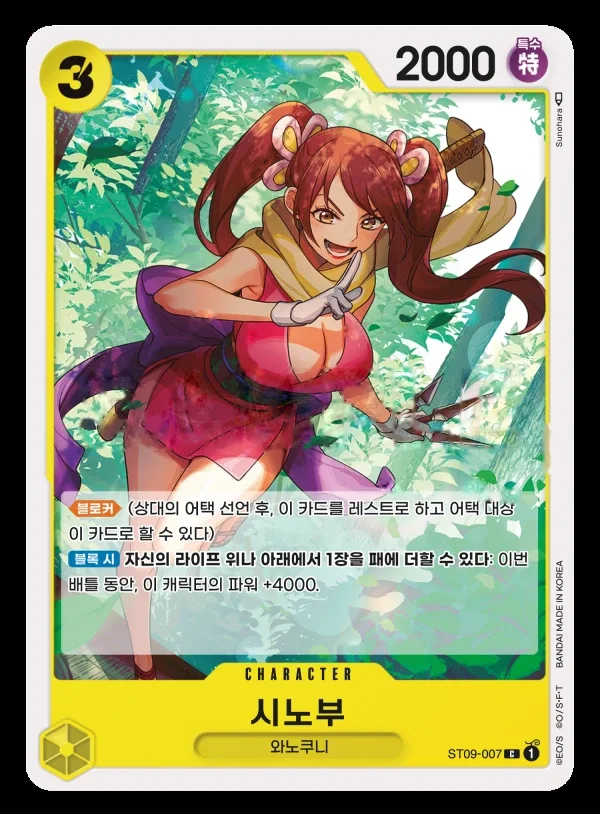 3
2000
특수
特
Sunohara
블로커 (상대의 어택 선언 후, 이 카드를 레스트로 하고 어택 대상
이 카드로 할 수 있다)
블록 시 자신의 라이프 위나 아래에서 1장을 패에 더할 수 있다: 이번
배틀 동안, 이 캐릭터의 파워 +4000.
CHARACTER
시노부
와노쿠니
ST09-007 C 1
©EO/S ©O/S·F·T BANDAI MADE IN KOREA